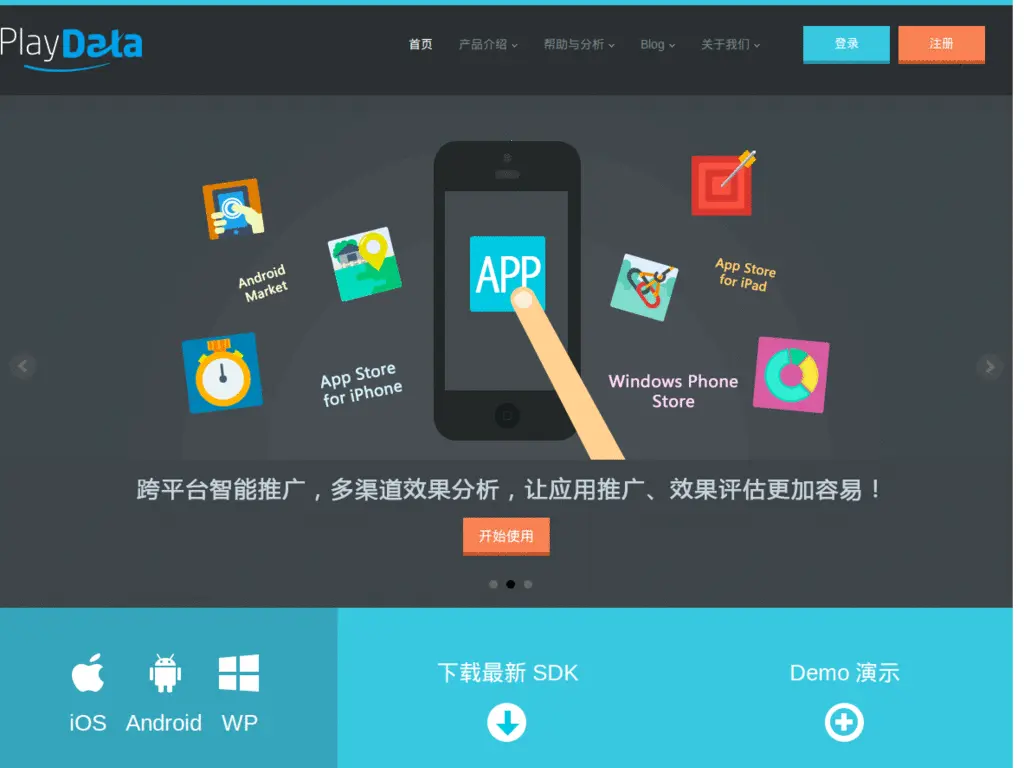 PlayData
首页 产品介绍 帮助与分析 Blog 关于我们
登录 注册
Android
Market
App Store
for iPhone
APP
App Store
for iPad
Windows Phone
Store
跨平台智能推广，多渠道效果分析，让应用推广、效果评估更加容易！
开始使用
iOS Android WP
下载最新 SDK
Demo 演示